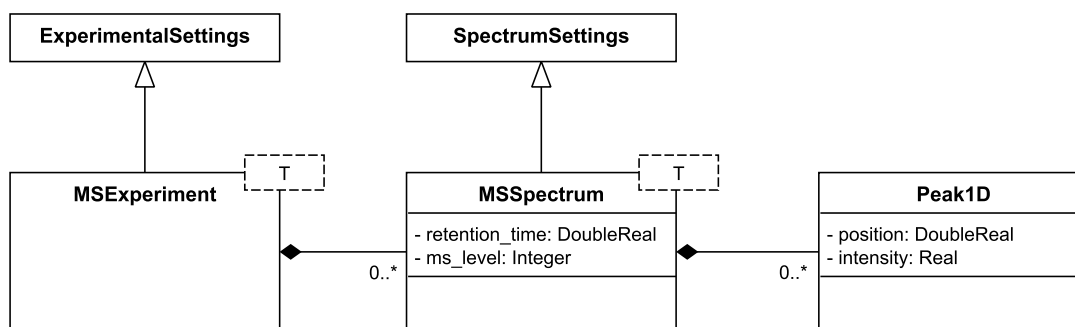 ExperimentalSettings
SpectrumSettings
T
T
MSExperiment
MSSpectrum
Peak1D
- retention_time: DoubleReal
- ms_level: Integer
- position: DoubleReal
- intensity: Real
0..*
0..*